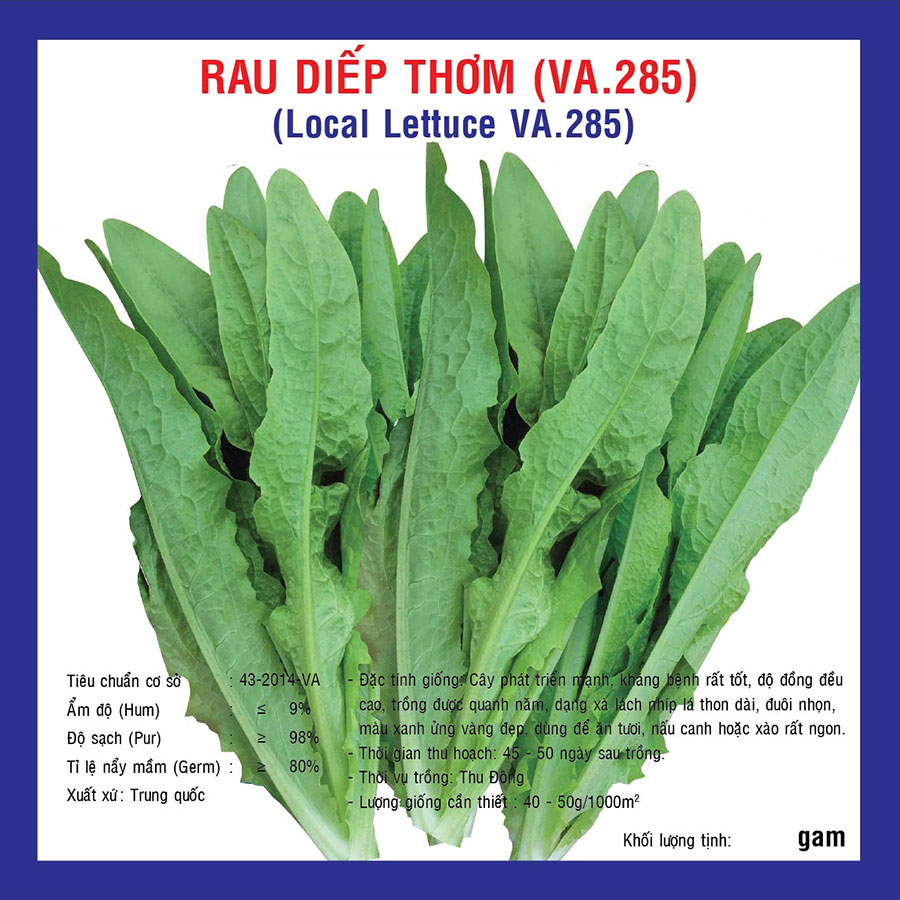 RAU DIẾP THƠM (VA.285)
(Local Lettuce VA.285)
Tiêu chuẩn cơ sở : 43-2014-VA
Ẩm độ (Hum) : ≤ 9%
Độ sạch (Pur) : ≥ 98%
Tỉ lệ nẩy mầm (Germ) : ≥ 80%
Xuất xứ: Trung quốc
- Đặc tính giống: Cây phát triển mạnh, kháng bệnh rất tốt, độ đồng đều
cao, trồng được quanh năm, dạng xà lách nhíp lá thon dài, đuôi nhọn,
màu xanh ửng vàng đẹp, dùng để ăn tươi, nấu canh hoặc xào rất ngon.
- Thời gian thu hoạch: 45 - 50 ngày sau trồng.
- Thời vụ trồng: Thu Đông
- Lượng giống cần thiết : 40 - 50g/1000m²
Khối lượng tịnh: gam